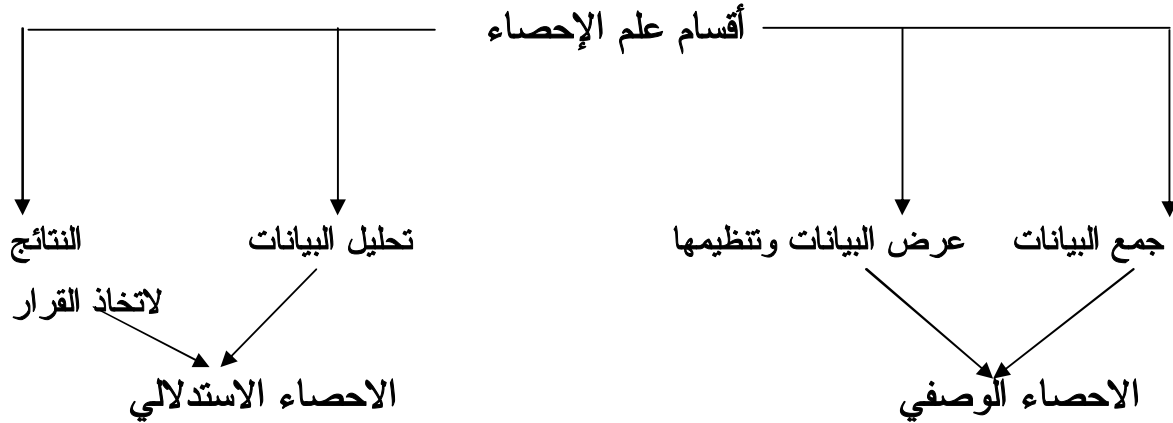 أقسام علم الإحصاء
جمع البيانات عرض البيانات وتنظيمها تحليل البيانات النتائج
لاتخاذ القرار
الاحصاء الوصفي الاحصاء الاستدلالي